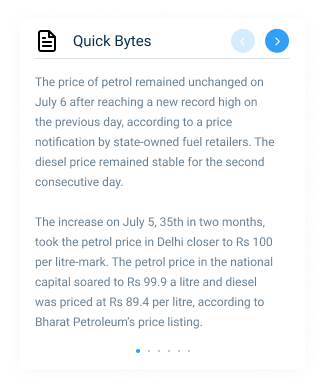 Quick Bytes
The price of petrol remained unchanged on
July 6 after reaching a new record high on
the previous day, according to a price
notification by state-owned fuel retailers. The
diesel price remained stable for the second
consecutive day.
The increase on July 5, 35th in two months,
took the petrol price in Delhi closer to Rs 100
per litre-mark. The petrol price in the national
capital soared to Rs 99.9 a litre and diesel
was priced at Rs 89.4 per litre, according to
Bharat Petroleum's price listing.